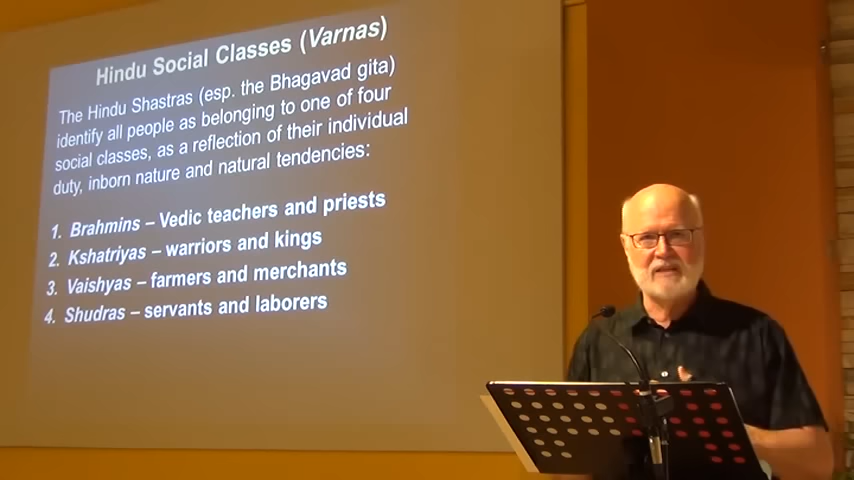 Hindu Social Classes (Varnas)
The Hindu Shastras (esp. the Bhagavad gita)
identify all people as belonging to one of four
social classes, as a reflection of their individual
duty, inborn nature and natural tendencies:
1. Brahmins – Vedic teachers and priests
2. Kshatriyas – warriors and kings
3. Vaishyas – farmers and merchants
4. Shudras – servants and laborers